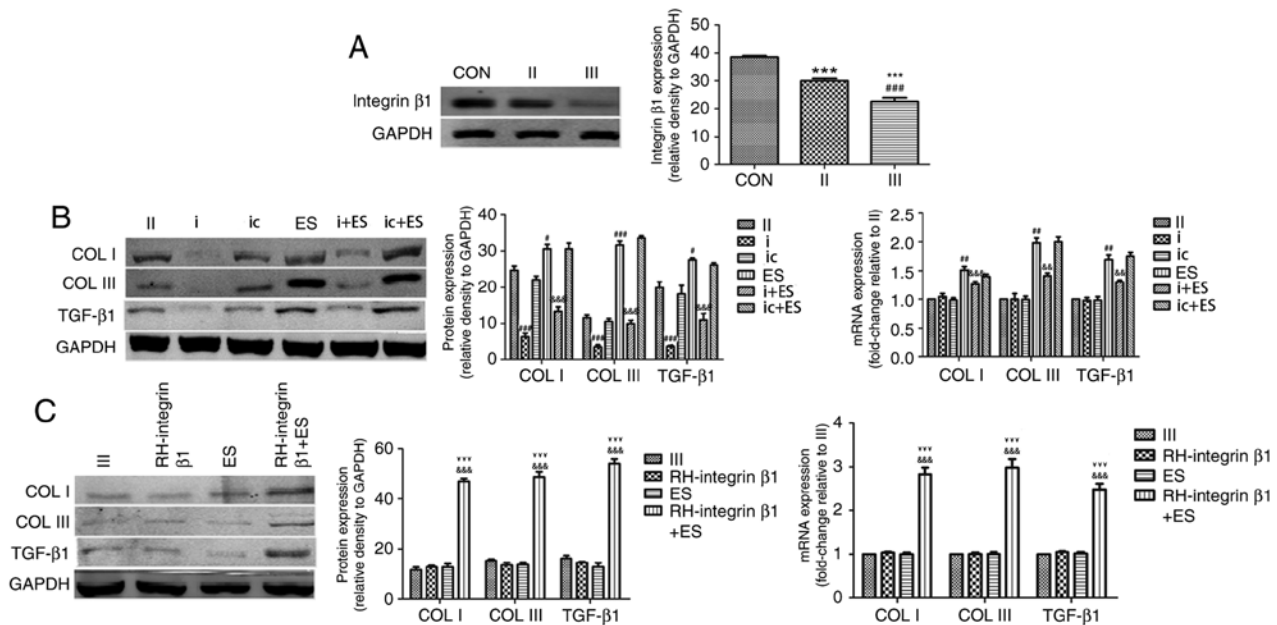 A
CON II III
Integrin β1
GAPDH
Integrin β1 expression
(relative density to GAPDH)
50
40
30
20
10
0
***
***
###
CON II III
B
II i ic ES i+ES ic+ES
COL I
COL III
TGF-β1
GAPDH
Protein expression
(relative density to GAPDH)
40
30
20
10
0
###
#
&&&
###
###
&&&
###
#
&&&
COL I COL III TGF-β1
II
i
ic
ES
i+ES
ic+ES
mRNA expression
(fold-change relative to II)
2.5
2.0
1.5
1.0
0.5
0.0
##
&&&
##
&&
##
&&
COL I COL III TGF-β1
II
i
ic
ES
i+ES
ic+ES
C
III
RH-integrin
β1
ES
RH-integrin
β1+ES
COL I
COL III
TGF-β1
GAPDH
Protein expression
(relative density to GAPDH)
60
40
20
0
&&&
&&&
&&&
COL I COL III TGF-β1
III
RH-integrin β1
ES
RH-integrin β1
+ES
mRNA expression
(fold-change relative to III)
4
3
2
1
0
&&&
&&&
&&&
COL I COL III TGF-β1
III
RH-integrin β1
ES
RH-integrin β1
+ES